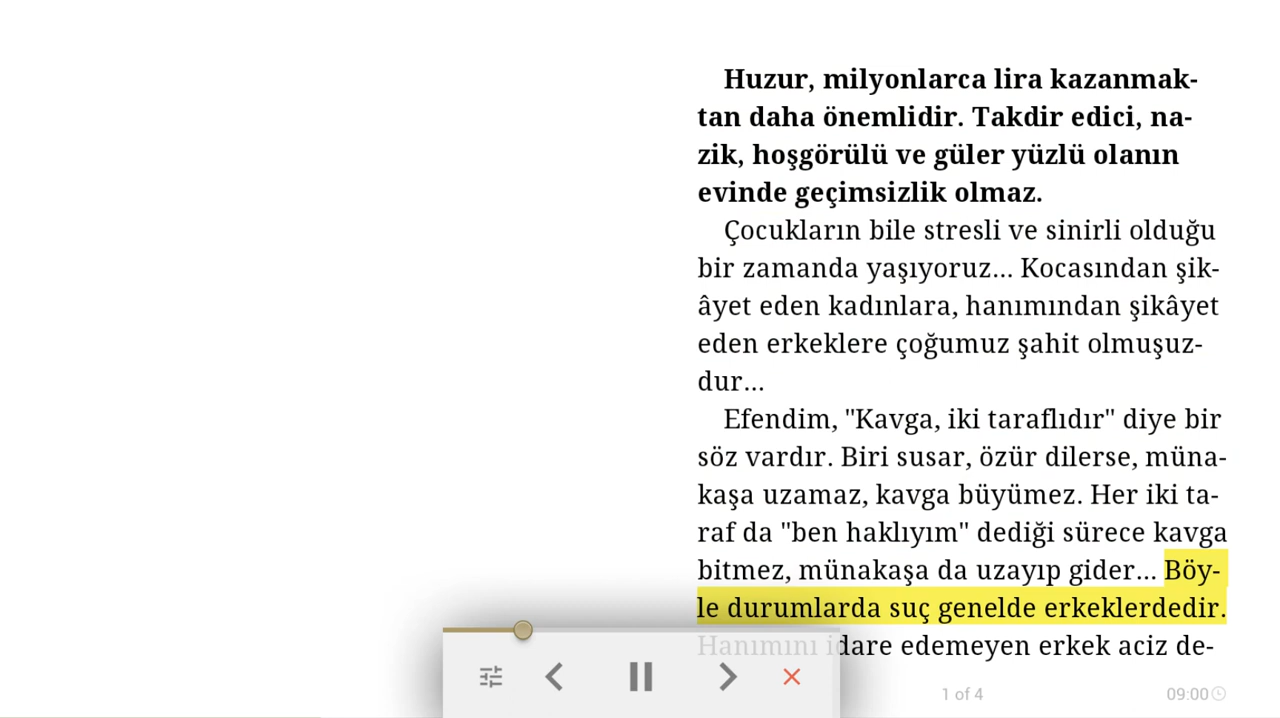 Huzur, milyonlarca lira kazanmak-
tan daha önemlidir. Takdir edici, na-
zik, hoşgörülü ve güler yüzlü olanın
evinde geçimsizlik olmaz.
Çocukların bile stresli ve sinirli olduğu
bir zamanda yaşıyoruz... Kocasından şik-
âyet eden kadınlara, hanımından şikâyet
eden erkeklere çoğumuz şahit olmuşuz-
dur...
Efendim, "Kavga, iki taraflıdır" diye bir
söz vardır. Biri susar, özür dilerse, müna-
kaşa uzamaz, kavga büyümez. Her iki ta-
raf da "ben haklıyım" dediği sürece kavga
bitmez, münakaşa da uzayıp gider... Böy-
le durumlarda suç genelde erkeklerdedir.
Hanımını idare edemeyen erkek aciz de-
1 of 4
09:00